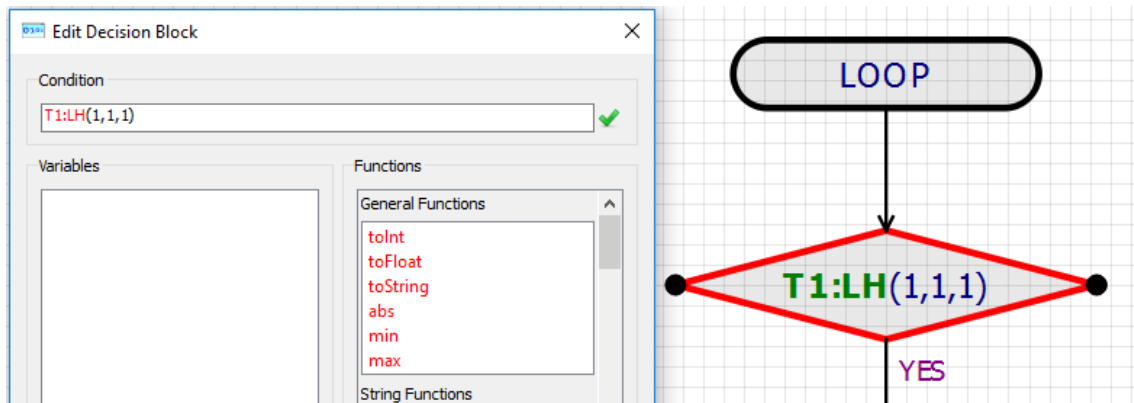 Edit Decision Block
Condition
T1:LH(1,1,1)
Variables
Functions
General Functions
toInt
toFloat
toString
abs
min
max
String Functions
LOOP
T1:LH(1,1,1)
YES